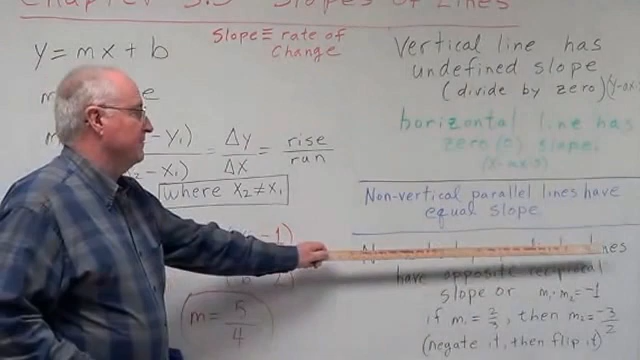 Slopes of Lines
Slope ≡ rate of
change
y = mx + b
ΔY
ΔX
=
rise
run
where X₂≠X₁
m = 5
4
Vertical line has
undefined slope
(divide by zero)
horizontal line has
zero (0) slope.
Non-vertical parallel lines have
equal slope
have opposite reciprocal
slope or m₁·m₂=-1
if m₁ = 2/3, then m₂ = -3/2
(negate it, then flip it)